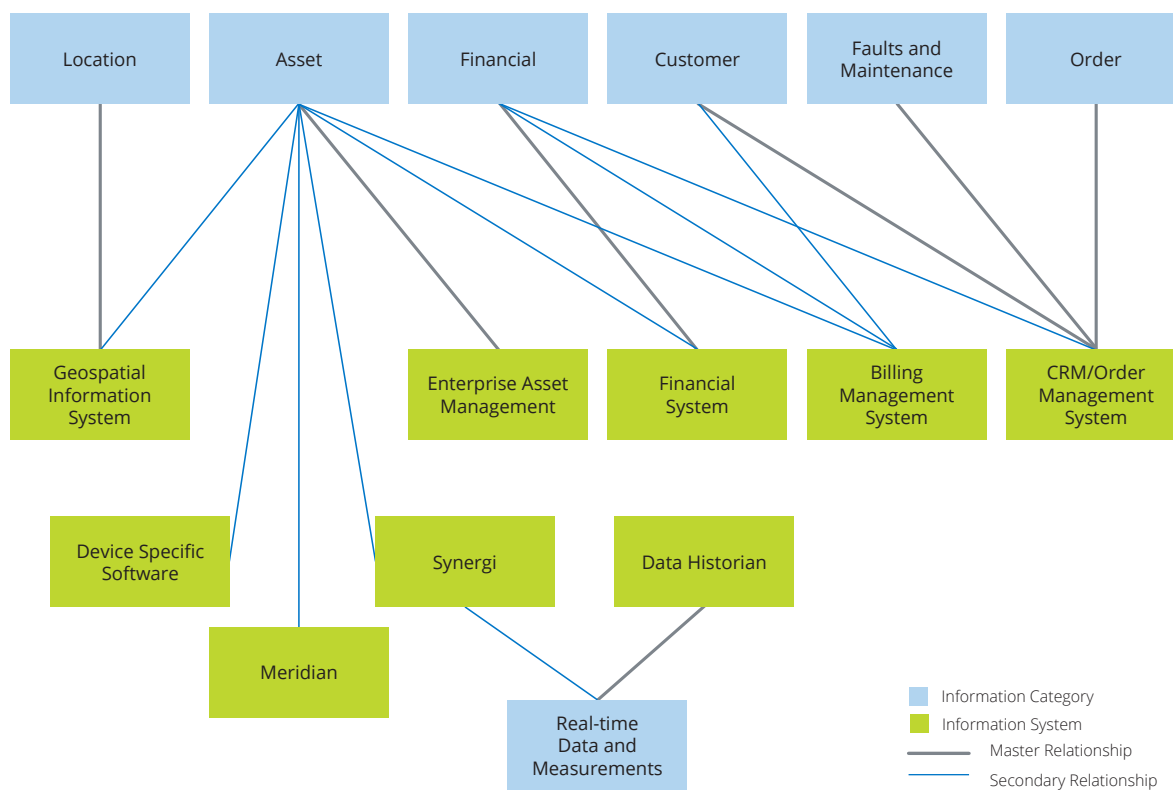 Location
Asset
Financial
Customer
Faults and
Maintenance
Order
Geospatial
Information
System
Enterprise Asset
Management
Financial
System
Billing
Management
System
CRM/Order
Management
System
Device Specific
Software
Synergi
Data Historian
Meridian
Real-time
Data and
Measurements
Information Category
Information System
Master Relationship
Secondary Relationship